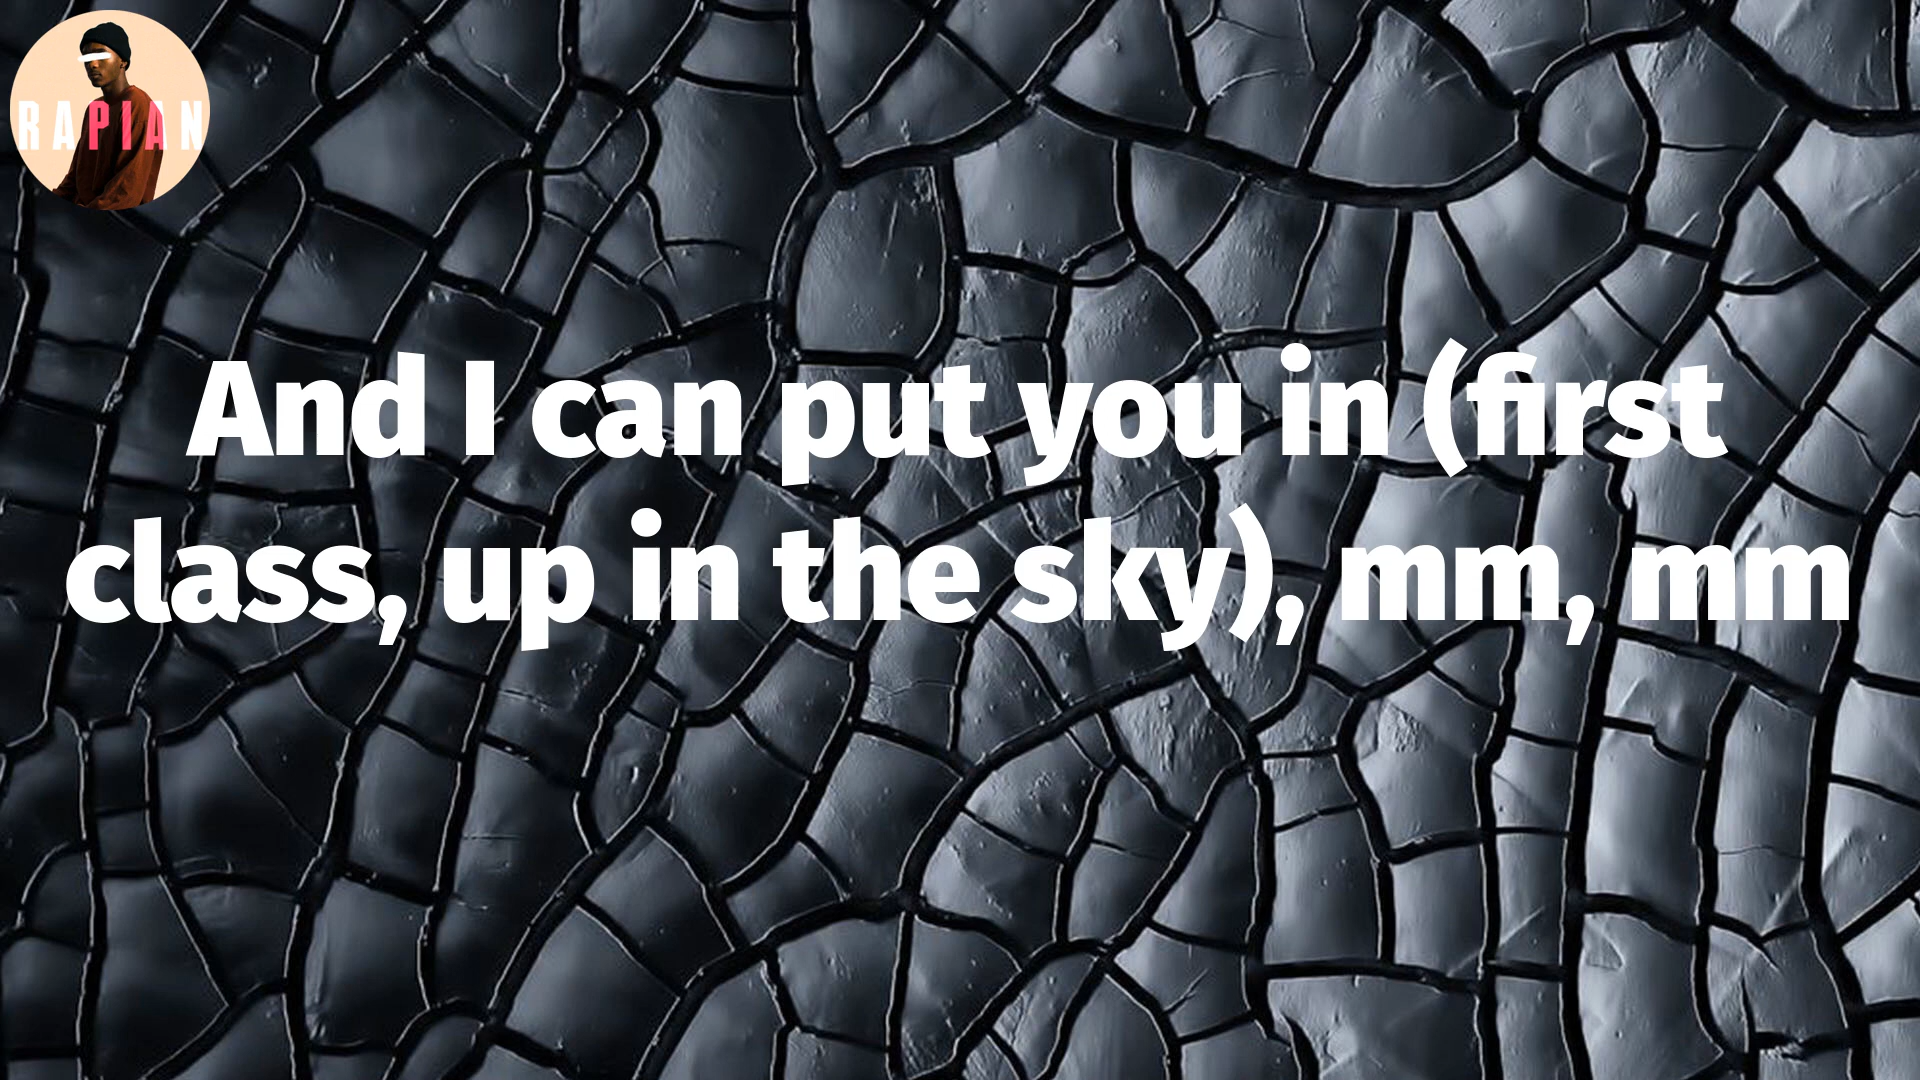 RAPIAN
And I can put you in (first
class, up in the sky), mm, mm